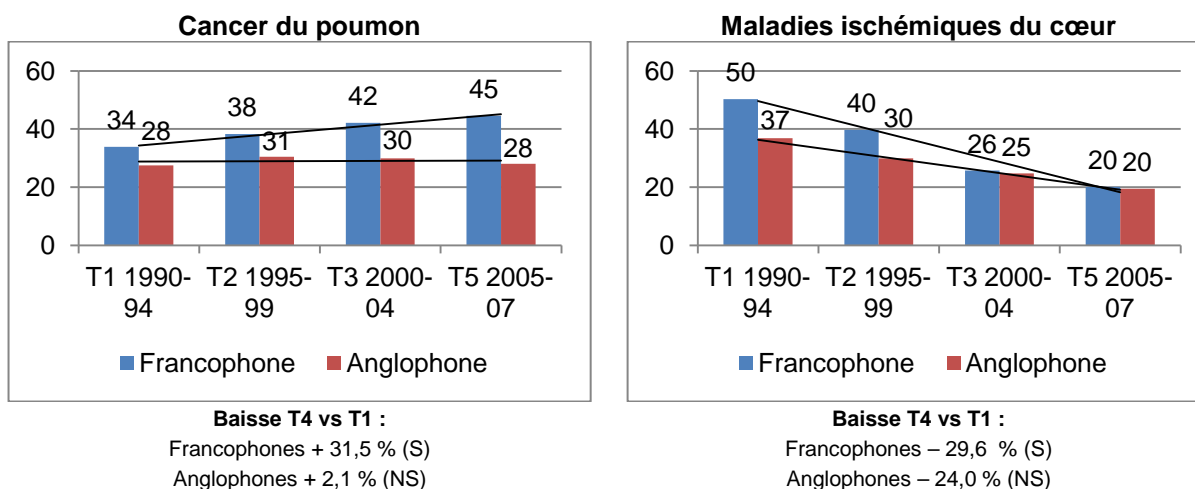 Cancer du poumon
60
40
20
0
34
28
38
31
42
30
45
28
T1 1990-
94
T2 1995-
99
T3 2000-
04
T5 2005-
07
Francophone
Anglophone
Baisse T4 vs T1 :
Francophones + 31,5 % (S)
Anglophones + 2,1 % (NS)
Maladies ischémiques du cœur
60
40
20
0
50
37
40
30
26
25
20
20
T1 1990-
94
T2 1995-
99
T3 2000-
04
T5 2005-
07
Francophone
Anglophone
Baisse T4 vs T1 :
Francophones – 29,6 % (S)
Anglophones – 24,0 % (NS)